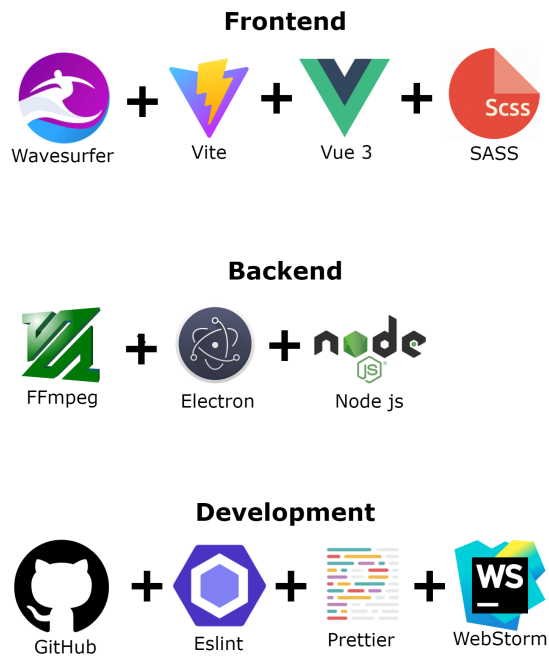 Frontend
+ + +
Scss
Wavesurfer Vite Vue 3 SASS
Backend
+ +
node
JS
FFmpeg Electron Node js
Development
+ + +
WS
GitHub Eslint Prettier WebStorm